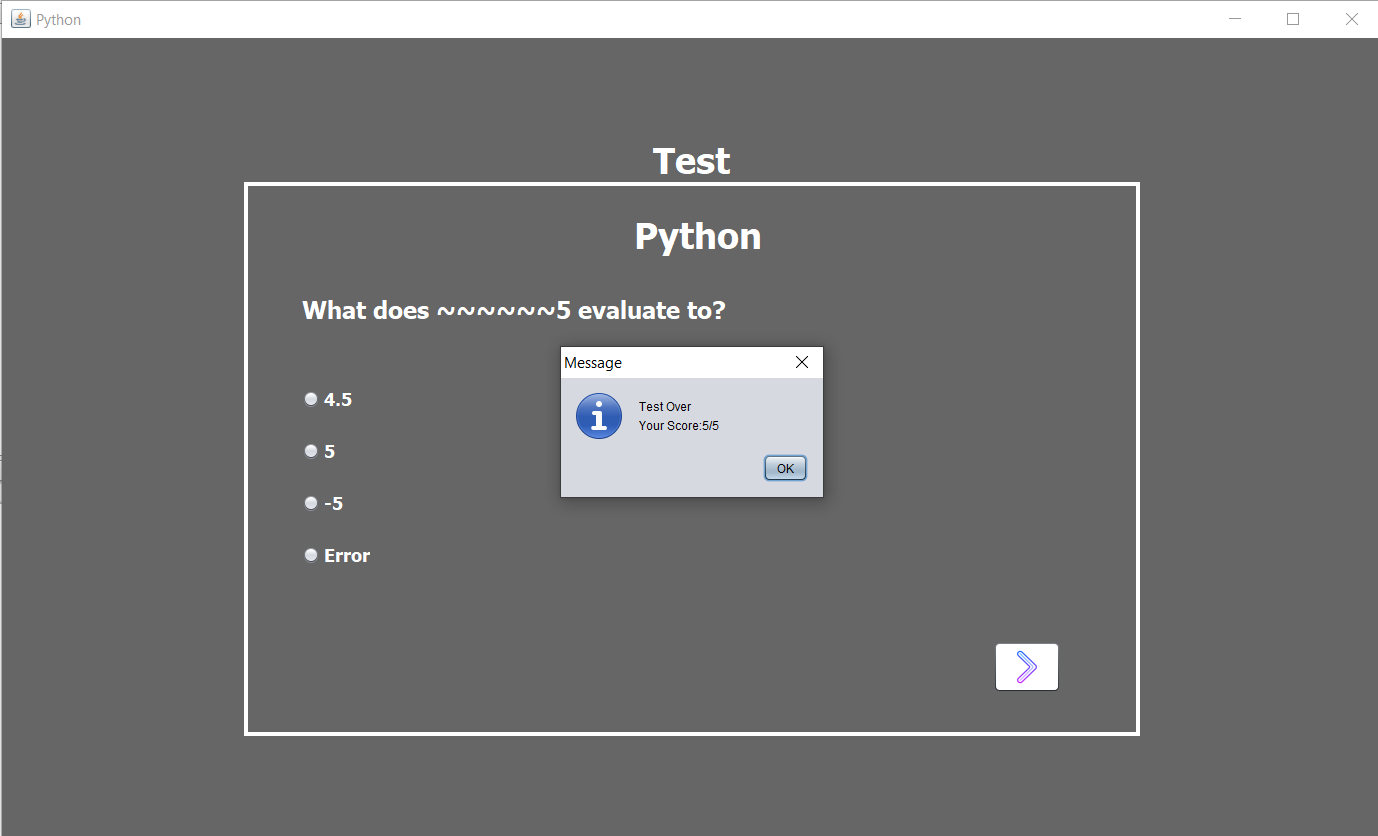 Python
Test
Python
What does ~~~~~~5 evaluate to?
4.5
5
-5
Error
Message
Test Over
Your Score:5/5
OK